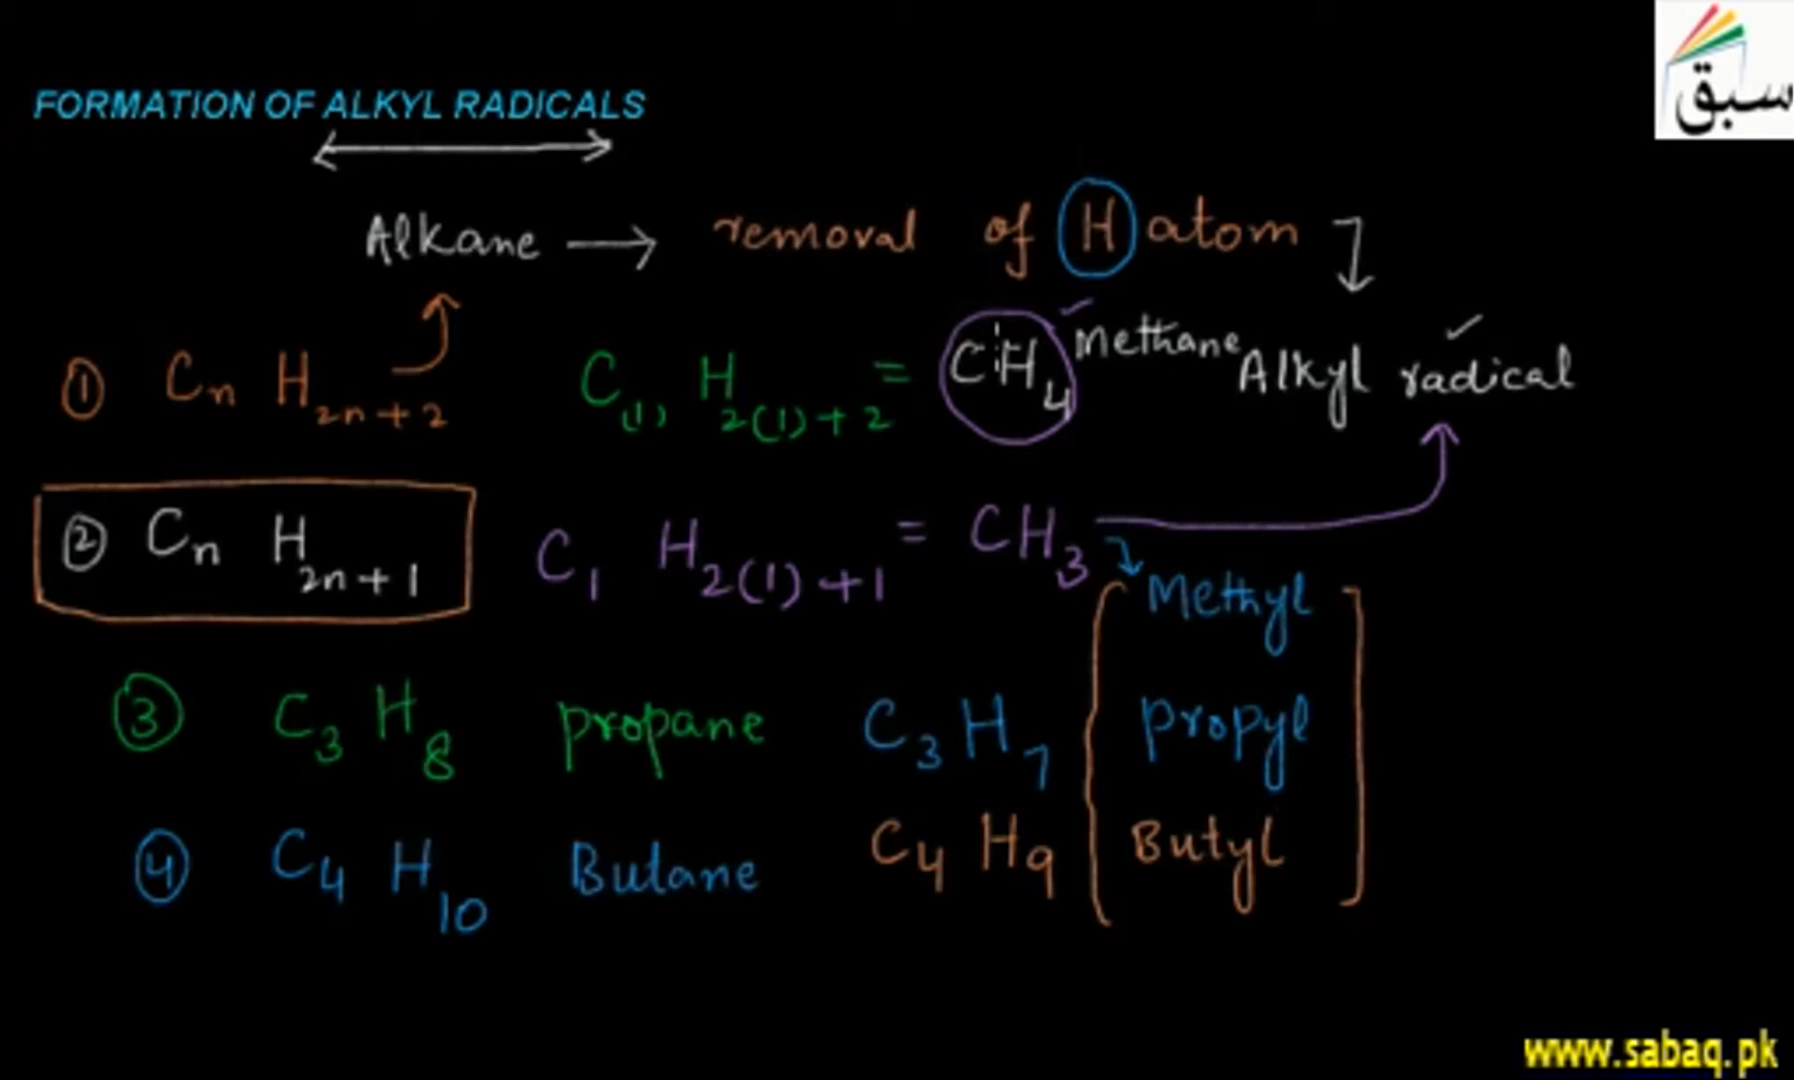 سبق
FORMATION OF ALKYL RADICALS
Alkane → removal of H atom
① Cn H2n+2 C(1) H2(1)+2 = CH4 Methane Alkyl radical
② Cn H2n+1 C1 H2(1)+1 = CH3 Methyl
③ C3 H8 propane C3 H7 propyl
④ C4 H10 Butane C4 H9 Butyl
www.sabaq.pk